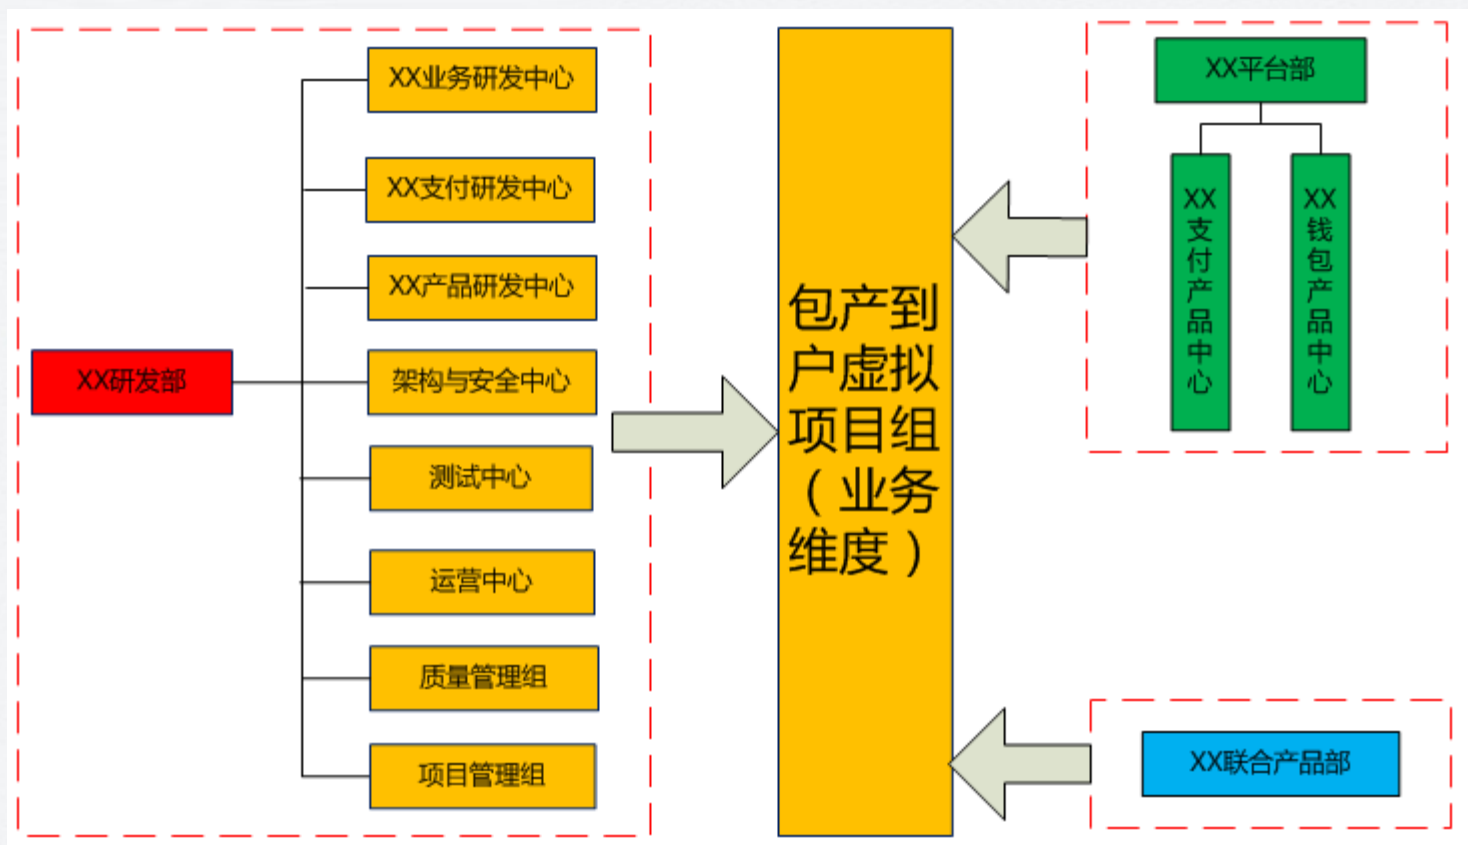 XX业务研发中心
XX支付研发中心
XX产品研发中心
XX研发部
架构与安全中心
测试中心
运营中心
质量管理组
项目管理组
包产到
户虚拟
项目组
（业务
维度）
XX平台部
XX
支
付
产
品
中
心
XX
钱
包
产
品
中
心
XX联合产品部